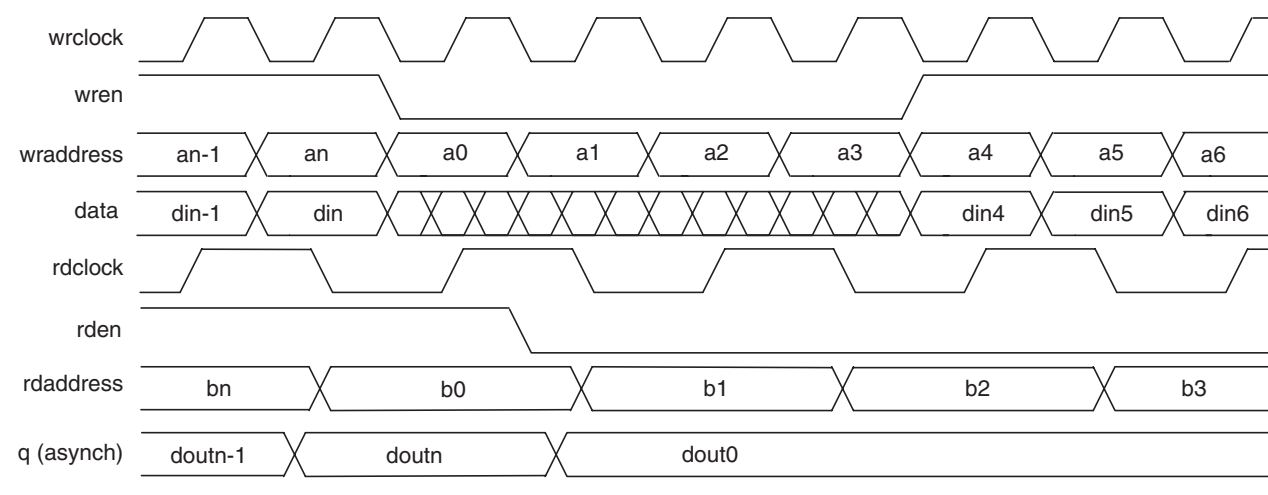 wrclock
wren
wraddress an-1 an a0 a1 a2 a3 a4 a5 a6
data din-1 din din4 din5 din6
rdclock
rden
rdaddress bn b0 b1 b2 b3
q (asynch) doutn-1 doutn dout0